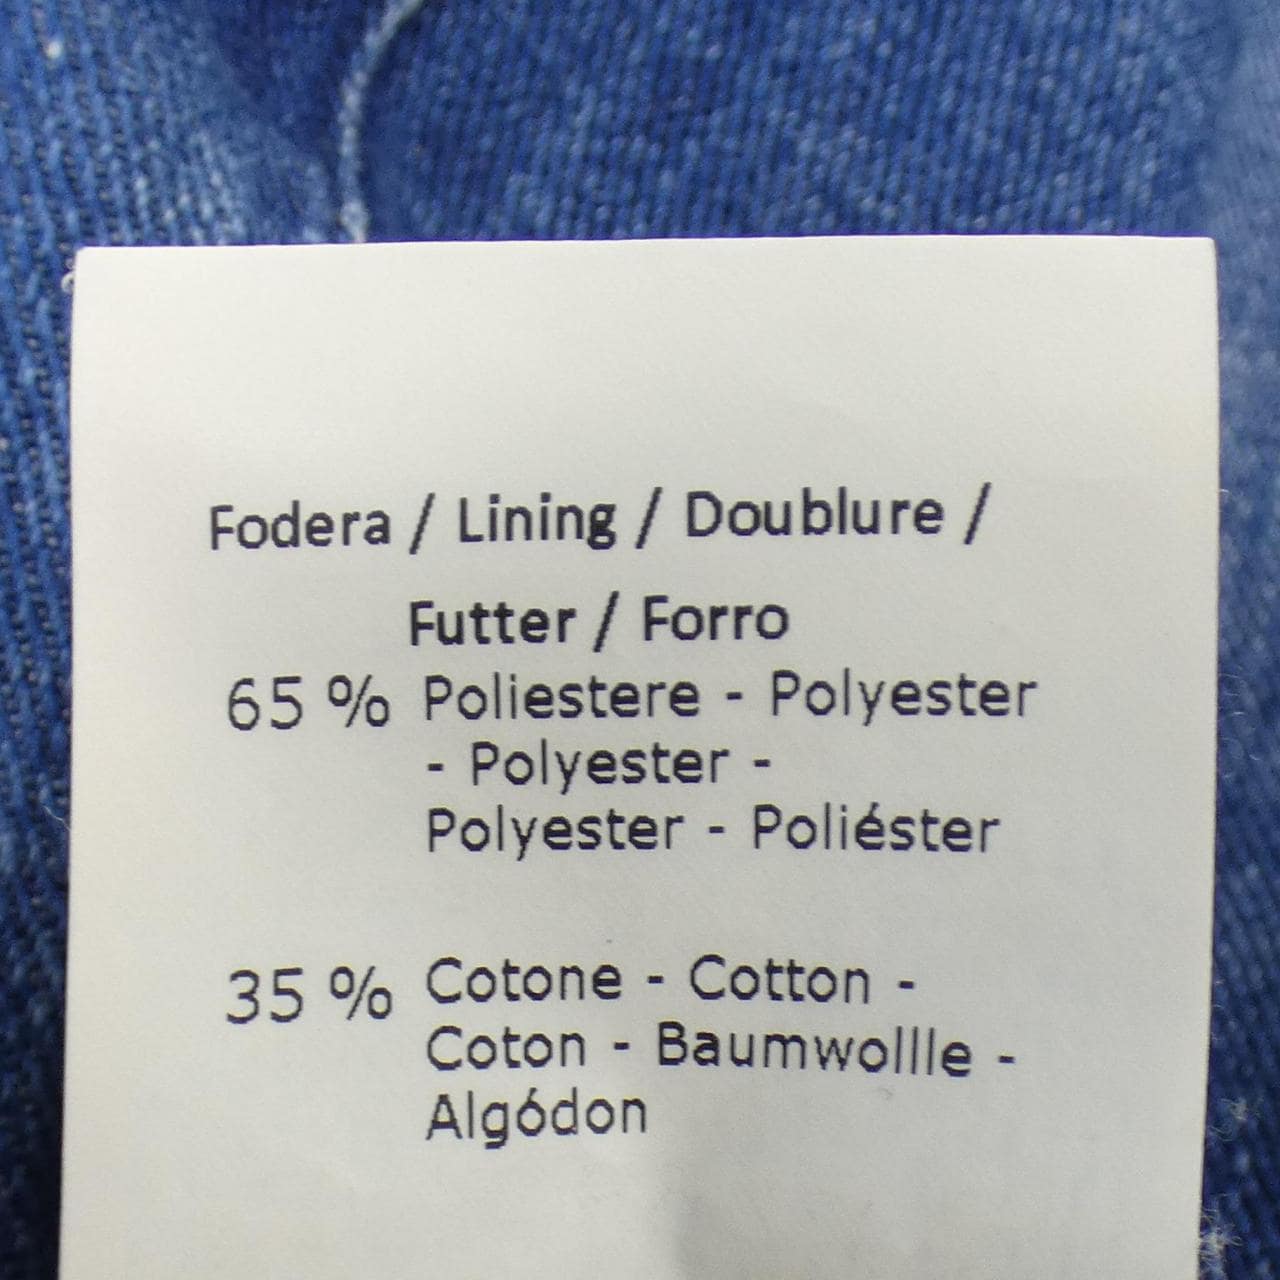 Fodera / Lining / Doublure /
Futter / Forro
65 % Poliestere - Polyester
- Polyester -
Polyester - Poliéster
35 % Cotone - Cotton -
Coton - Baumwollle -
Algódon